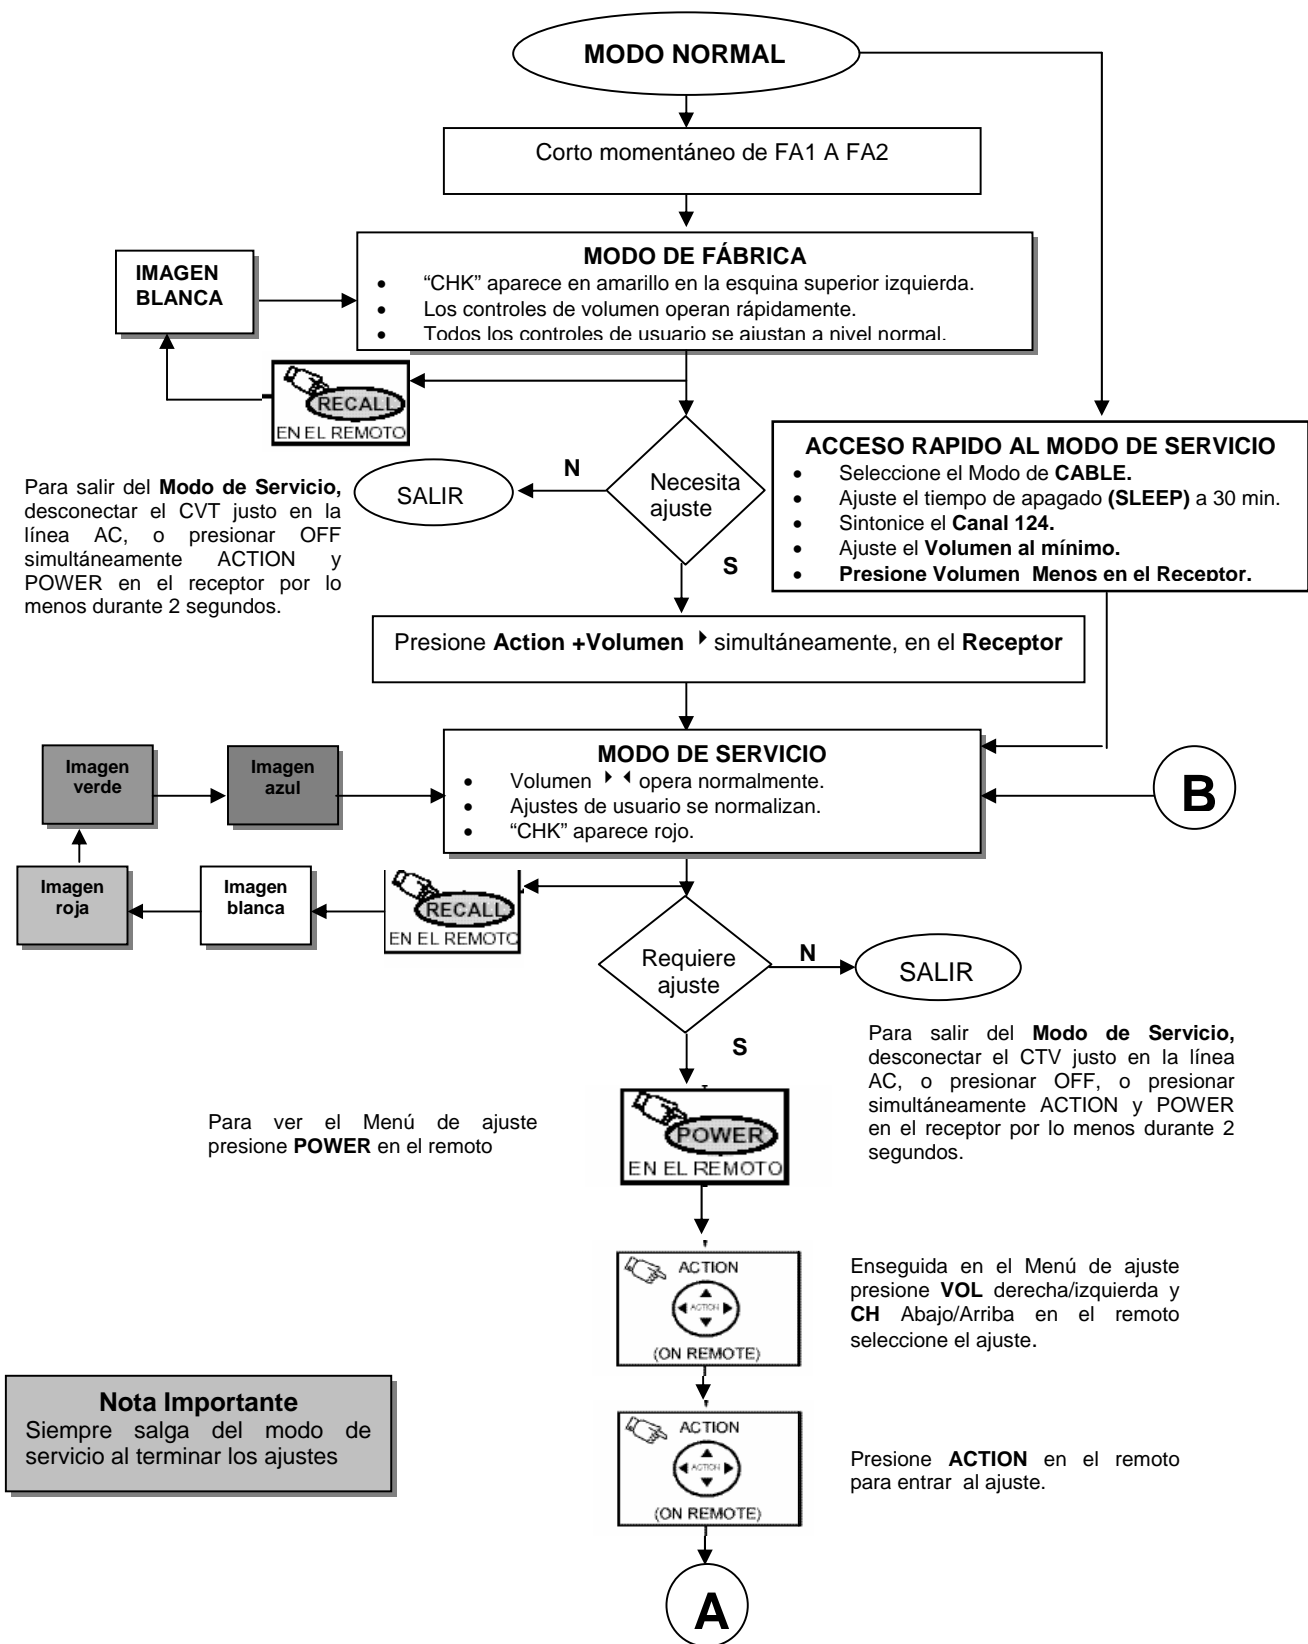 MODO NORMAL
Corto momentáneo de FA1 A FA2
MODO DE FÁBRICA
• “CHK” aparece en amarillo en la esquina superior izquierda.
• Los controles de volumen operan rápidamente.
• Todos los controles de usuario se ajustan a nivel normal.
IMAGEN
BLANCA
RECALL
EN EL REMOTO
Necesita
ajuste
N
SALIR
S
Para salir del Modo de Servicio,
desconectar el CVT justo en la
línea AC, o presionar OFF
simultáneamente ACTION y
POWER en el receptor por lo
menos durante 2 segundos.
ACCESO RAPIDO AL MODO DE SERVICIO
• Seleccione el Modo de CABLE.
• Ajuste el tiempo de apagado (SLEEP) a 30 min.
• Sintonice el Canal 124.
• Ajuste el Volumen al mínimo.
• Presione Volumen Menos en el Receptor.
Presione Action +Volumen simultáneamente, en el Receptor
MODO DE SERVICIO
• Volumen opera normalmente.
• Ajustes de usuario se normalizan.
• “CHK” aparece rojo.
B
Imagen
verde
Imagen
azul
Imagen
roja
Imagen
blanca
RECALL
EN EL REMOTO
Requiere
ajuste
N
SALIR
S
Para salir del Modo de Servicio,
desconectar el CTV justo en la línea
AC, o presionar OFF, o presionar
simultáneamente ACTION y POWER
en el receptor por lo menos durante 2
segundos.
Para ver el Menú de ajuste
presione POWER en el remoto
POWER
EN EL REMOTO
ACTION
ACTION
(ON REMOTE)
Enseguida en el Menú de ajuste
presione VOL derecha/izquierda y
CH Abajo/Arriba en el remoto
seleccione el ajuste.
Nota Importante
Siempre salga del modo de
servicio al terminar los ajustes
ACTION
ACTION
(ON REMOTE)
Presione ACTION en el remoto
para entrar al ajuste.
A